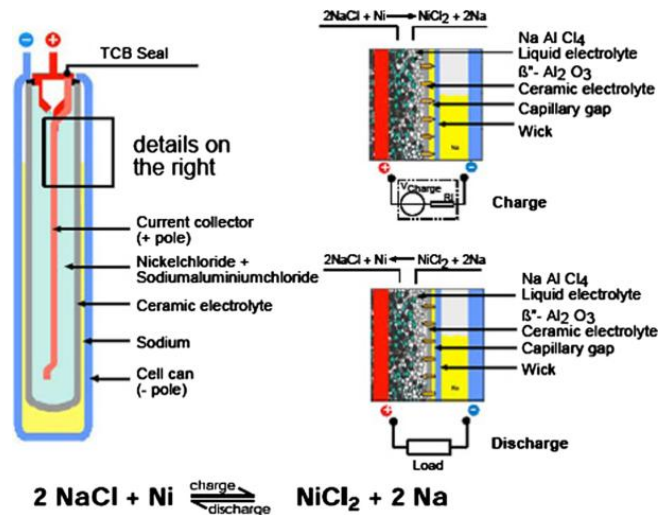 − +
TCB Seal
details on
the right
Current collector
(+ pole)
Nickelchloride +
Sodiumaluminiumchloride
Ceramic electrolyte
Sodium
Cell can
(- pole)
2NaCl + Ni → NiCl2 + 2Na
Na Al Cl4
Liquid electrolyte
ß"- Al2 O3
Ceramic electrolyte
Capillary gap
Wick
Na
+ −
VCharge RI
Charge
2NaCl + Ni ← NiCl2 + 2Na
Na Al Cl4
Liquid electrolyte
ß"- Al2 O3
Ceramic electrolyte
Capillary gap
Wick
Na
+ −
Discharge
Load
2 NaCl + Ni charge ⇌ discharge NiCl2 + 2 Na